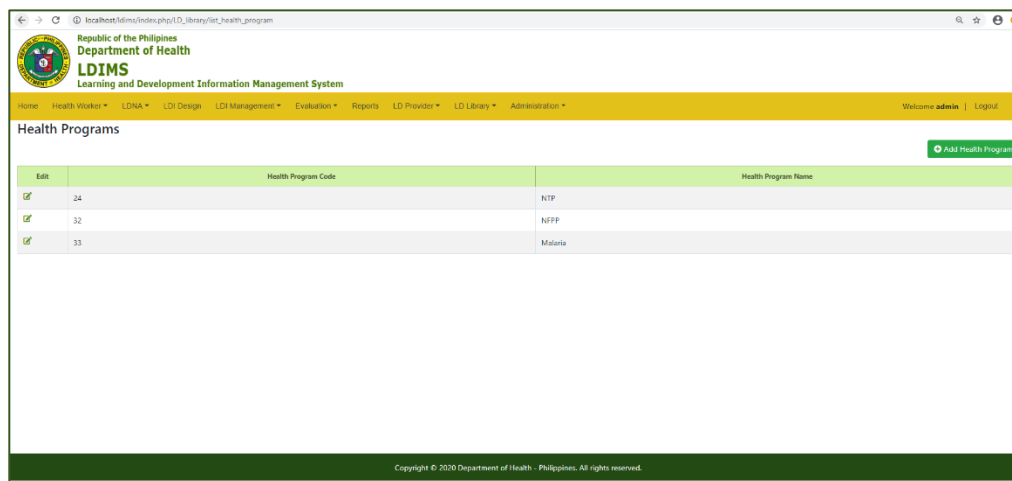 localhost/ldims/index.php/LD_library/list_health_program
Republic of the Philipines
Department of Health
LDIMS
Learning and Development Information Management System
Home Health Worker LDNA LDI Design LDI Management Evaluation Reports LD Provider LD Library Administration Welcome admin | Logout
Health Programs
Add Health Program
Edit Health Program Code Health Program Name
24 NTP
32 NFPP
33 Malaria
Copyright © 2020 Department of Health - Philippines. All rights reserved.